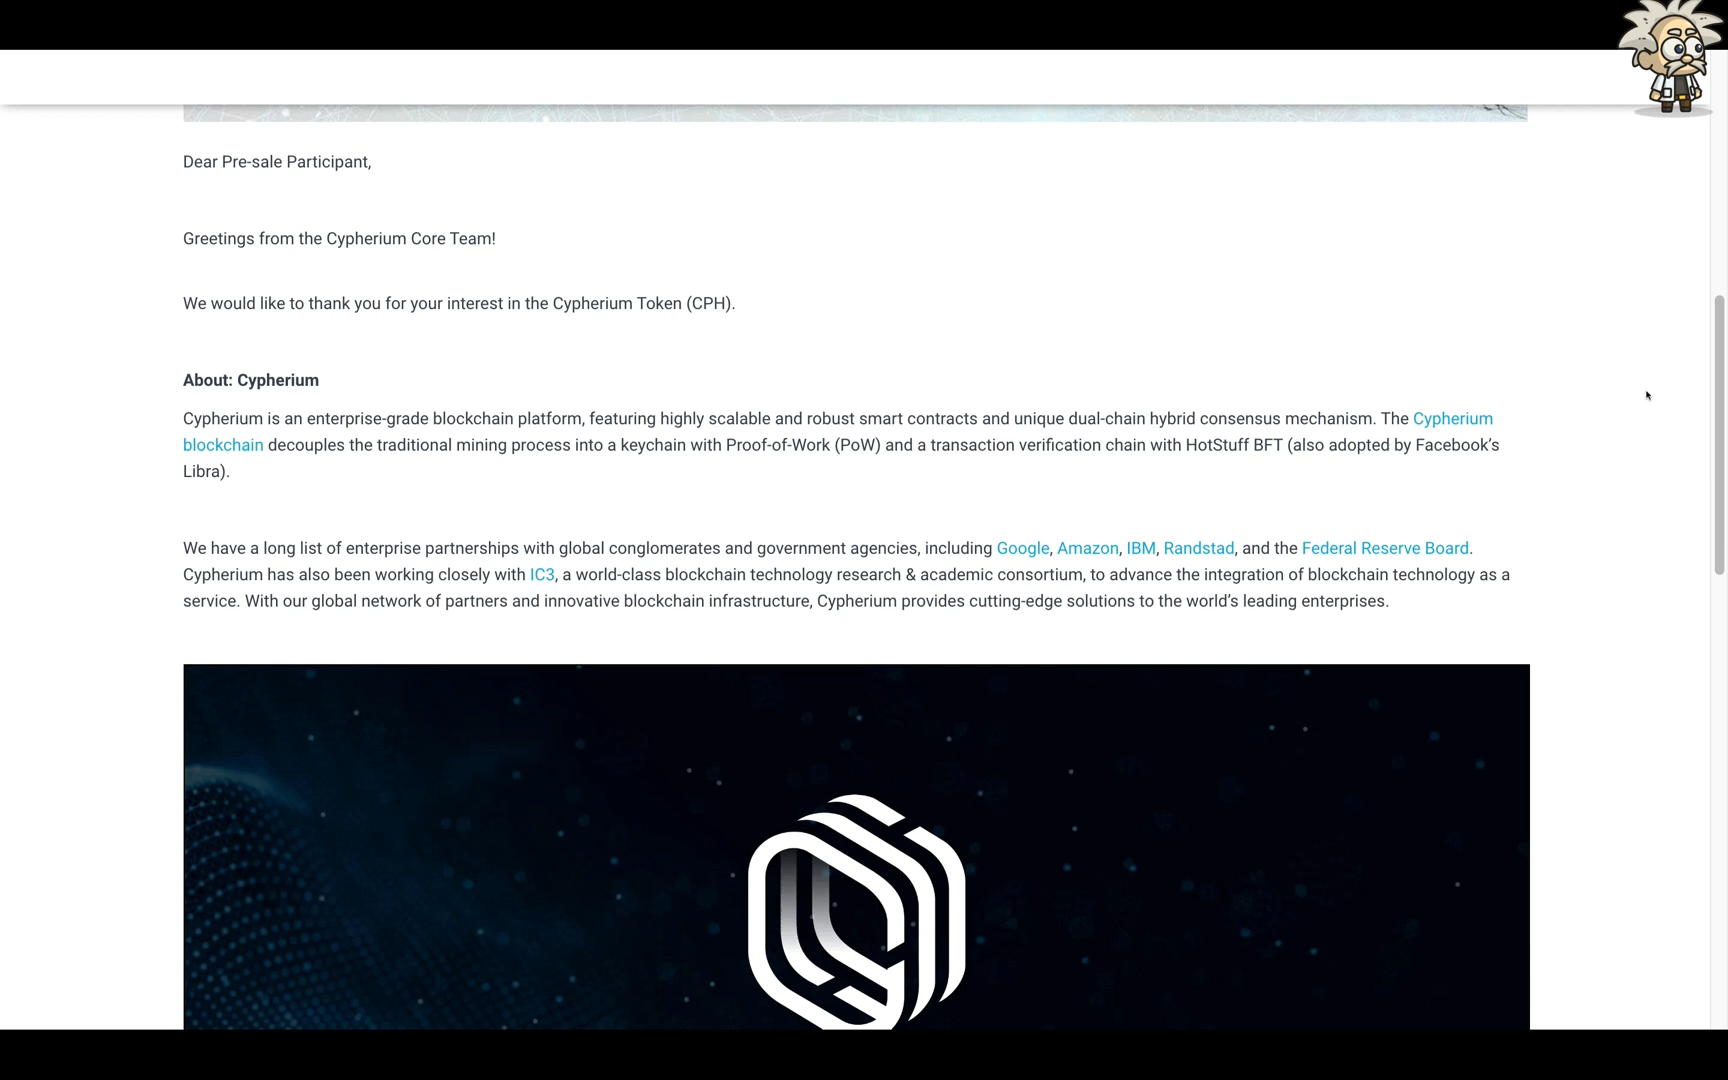 Dear Pre-sale Participant,
Greetings from the Cypherium Core Team!
We would like to thank you for your interest in the Cypherium Token (CPH).
About: Cypherium
Cypherium is an enterprise-grade blockchain platform, featuring highly scalable and robust smart contracts and unique dual-chain hybrid consensus mechanism. The Cypherium
blockchain decouples the traditional mining process into a keychain with Proof-of-Work (PoW) and a transaction verification chain with HotStuff BFT (also adopted by Facebook’s
Libra).
We have a long list of enterprise partnerships with global conglomerates and government agencies, including Google, Amazon, IBM, Randstad, and the Federal Reserve Board.
Cypherium has also been working closely with IC3, a world-class blockchain technology research & academic consortium, to advance the integration of blockchain technology as a
service. With our global network of partners and innovative blockchain infrastructure, Cypherium provides cutting-edge solutions to the world’s leading enterprises.